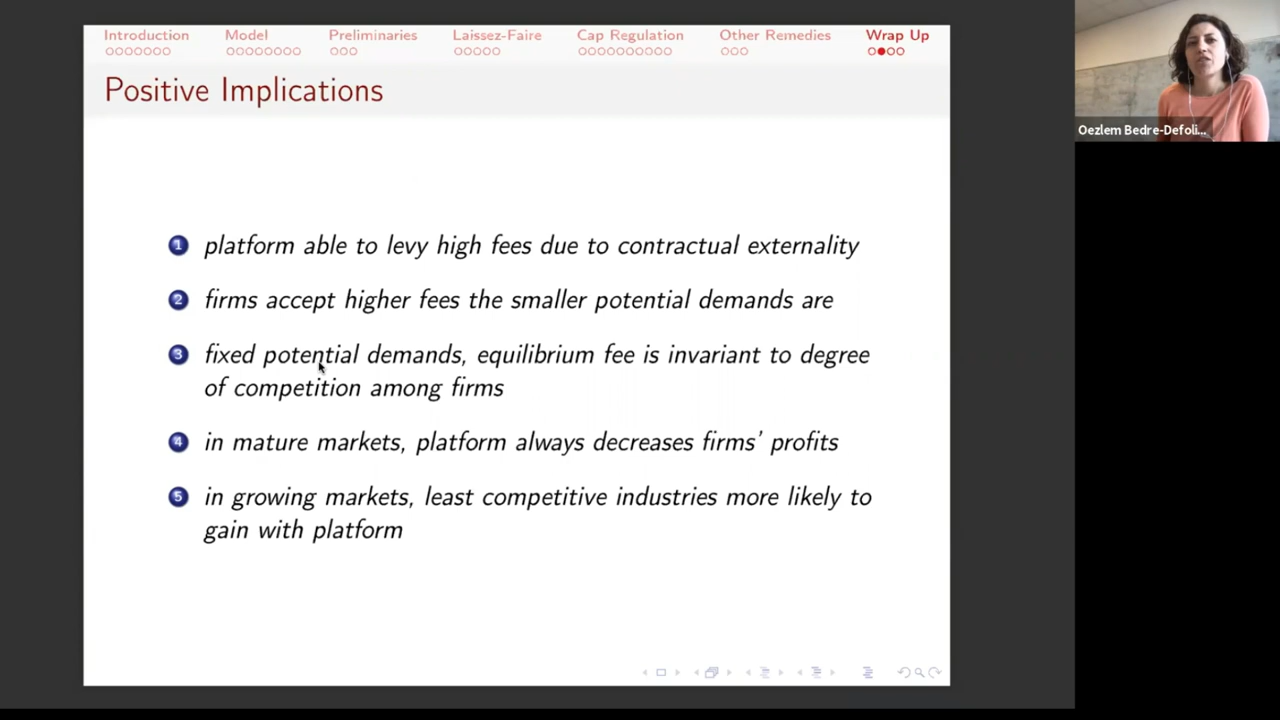 Introduction
Model
Preliminaries
Laissez-Faire
Cap Regulation
Other Remedies
Wrap Up
Positive Implications
1 platform able to levy high fees due to contractual externality
2 firms accept higher fees the smaller potential demands are
3 fixed potential demands, equilibrium fee is invariant to degree
of competition among firms
4 in mature markets, platform always decreases firms' profits
5 in growing markets, least competitive industries more likely to
gain with platform
Oezlem Bedre-Defoli...